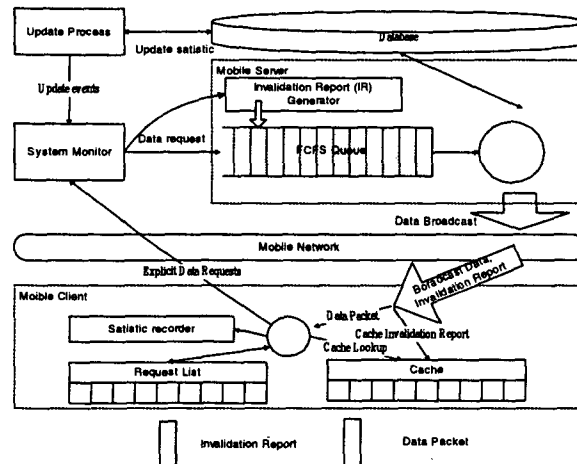 Update Process
Database
Update satistic
Mobile Server
Update events
Invalidation Report (IR)
Generator
Data request
System Monitor
FCFS Queue
Data Broadcast
Mobile Network
Explicit Data Requests
Borsocast Data,
Invalidation Report
Moible Client
Data Packet
Satistic recorder
Cache Invalidation Report
Cache Lookup
Request List
Cache
Invalidation Report
Data Packet